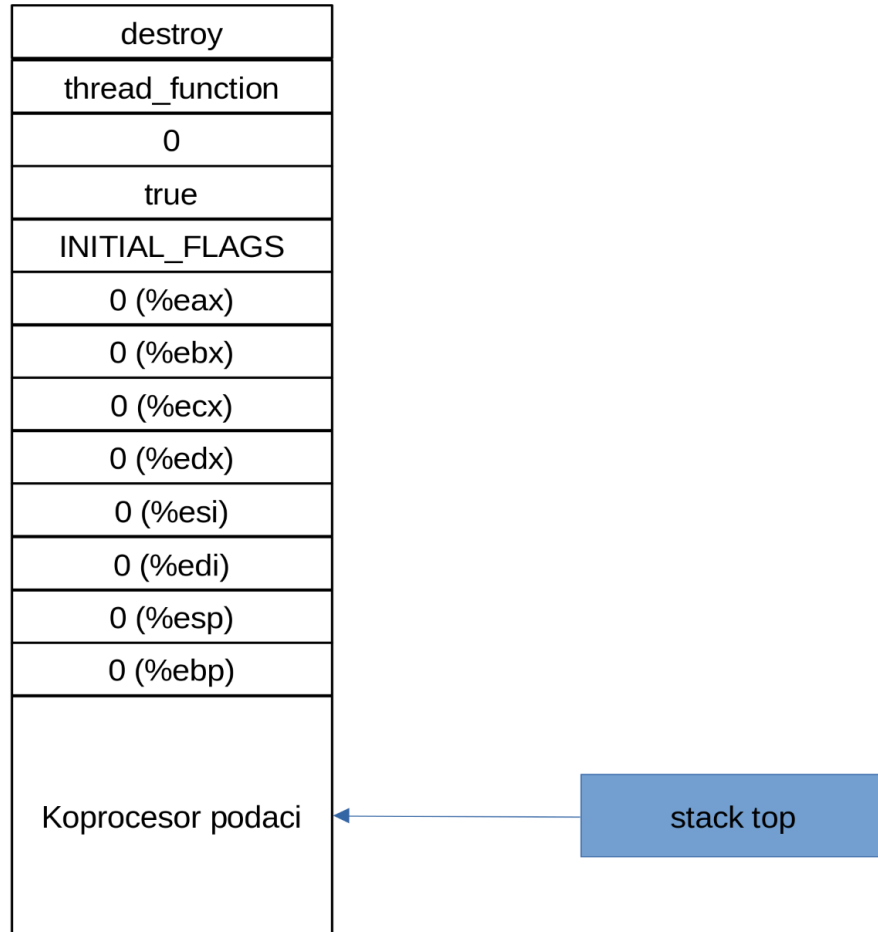 destroy
thread_function
0
true
INITIAL_FLAGS
0 (%eax)
0 (%ebx)
0 (%ecx)
0 (%edx)
0 (%esi)
0 (%edi)
0 (%esp)
0 (%ebp)
Koprocesor podaci
stack top